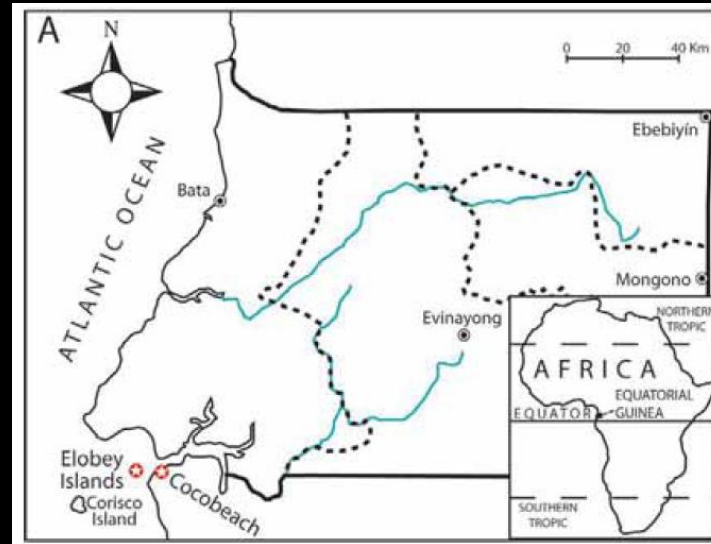 A
N
0 20 40 Km
Ebebiyín
Bata
ATLANTIC OCEAN
Mongono
Evinayong
NORTHERN
TROPIC
AFRICA
EQUATORIAL
GUINEA
EQUATOR
SOUTHERN
TROPIC
Elobey
Islands
Cocobeach
Corisco
Island